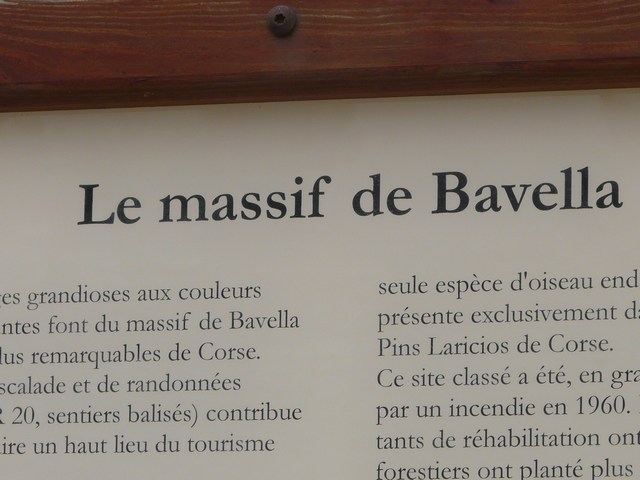 Le massif de Bavella
ges grandioses aux couleurs
ntes font du massif de Bavella
lus remarquables de Corse.
scalade et de randonnées
R 20, sentiers balisés) contribue
ire un haut lieu du tourisme
seule espèce d'oiseau end
présente exclusivement da
Pins Laricios de Corse.
Ce site classé a été, en gra
par un incendie en 1960.
tants de réhabilitation ont
forestiers ont planté plus